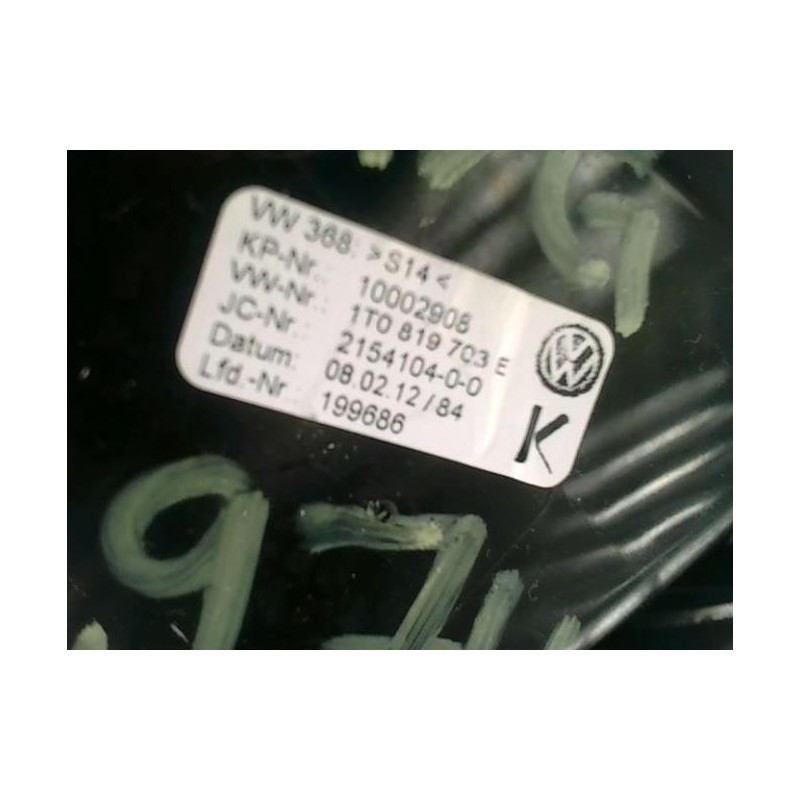 VW 368: >S14<
KP-Nr.: 10002908
VW-Nr.: 1T0 819 703 E
JC-Nr.: 2154104-0-0
Datum: 08.02.12/84
Lfd.-Nr.: 199686
K
G
97